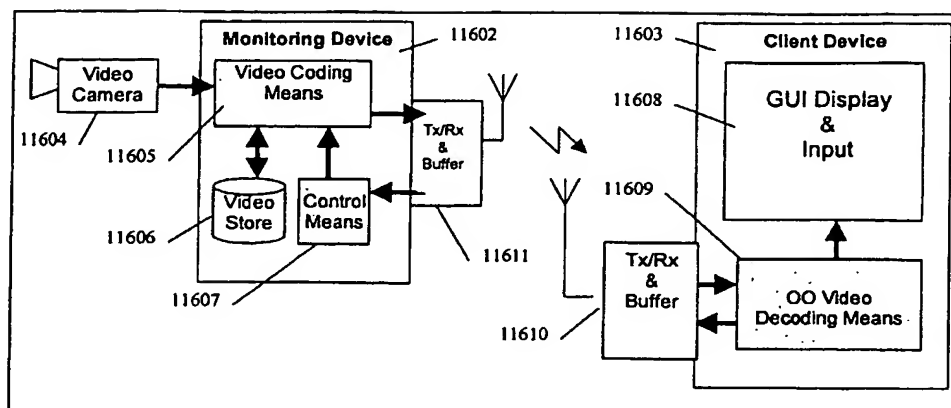 Monitoring Device
11602
11603
Client Device
Video
Camera
11604
Video Coding
Means
11605
Tx/Rx
&
Buffer
11608
GUI Display
&
Input
Video
Store
11606
Control
Means
11607
11611
11609
Tx/Rx
&
Buffer
11610
OO Video
Decoding Means